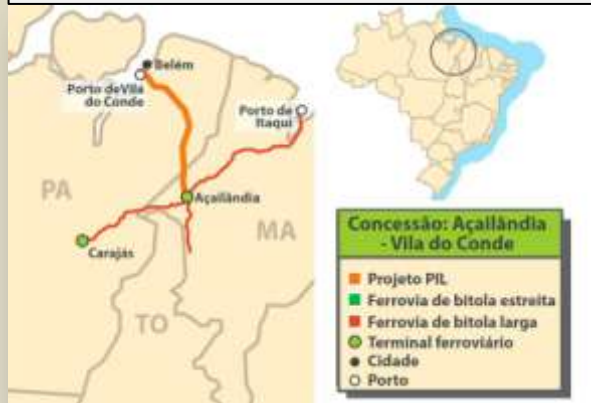 Belém
Porto de Vila
do Conde
Porto de
Itaqui
PA
Açailândia
MA
Carajás
TO
Concessão: Açailândia
- Vila do Conde
Projeto PIL
Ferrovia de bitola estreita
Ferrovia de bitola larga
Terminal ferroviário
Cidade
Porto